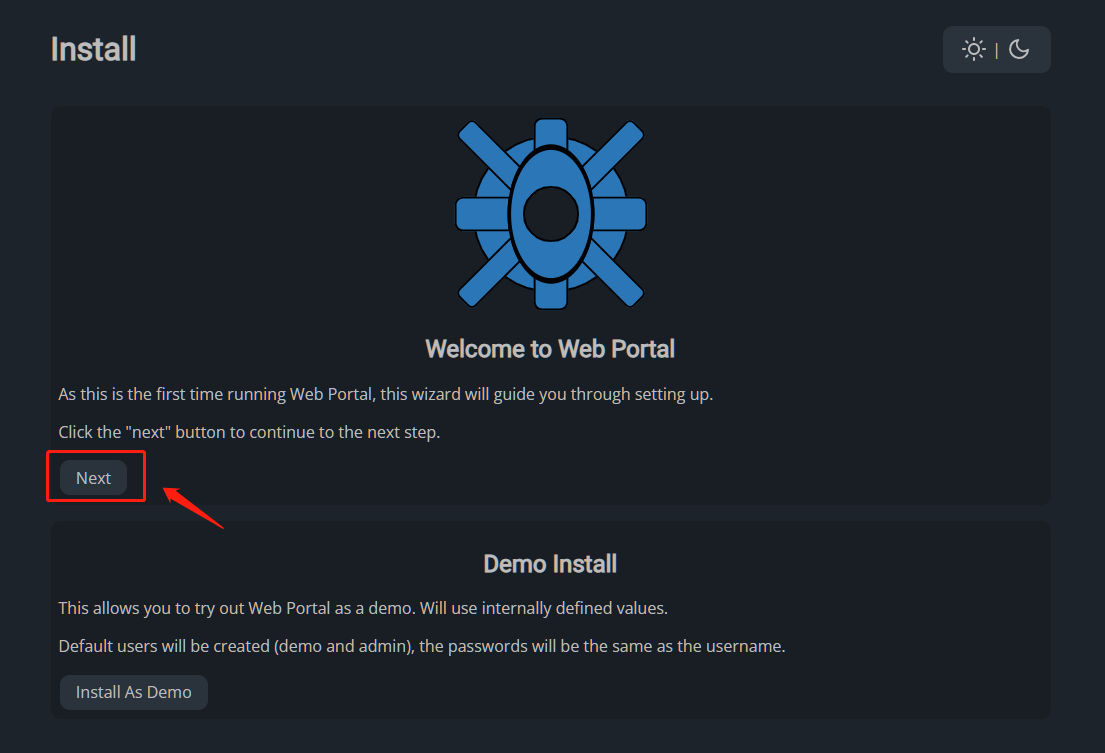 Install
|
Welcome to Web Portal
As this is the first time running Web Portal, this wizard will guide you through setting up.
Click the "next" button to continue to the next step.
Next
Demo Install
This allows you to try out Web Portal as a demo. Will use internally defined values.
Default users will be created (demo and admin), the passwords will be the same as the username.
Install As Demo